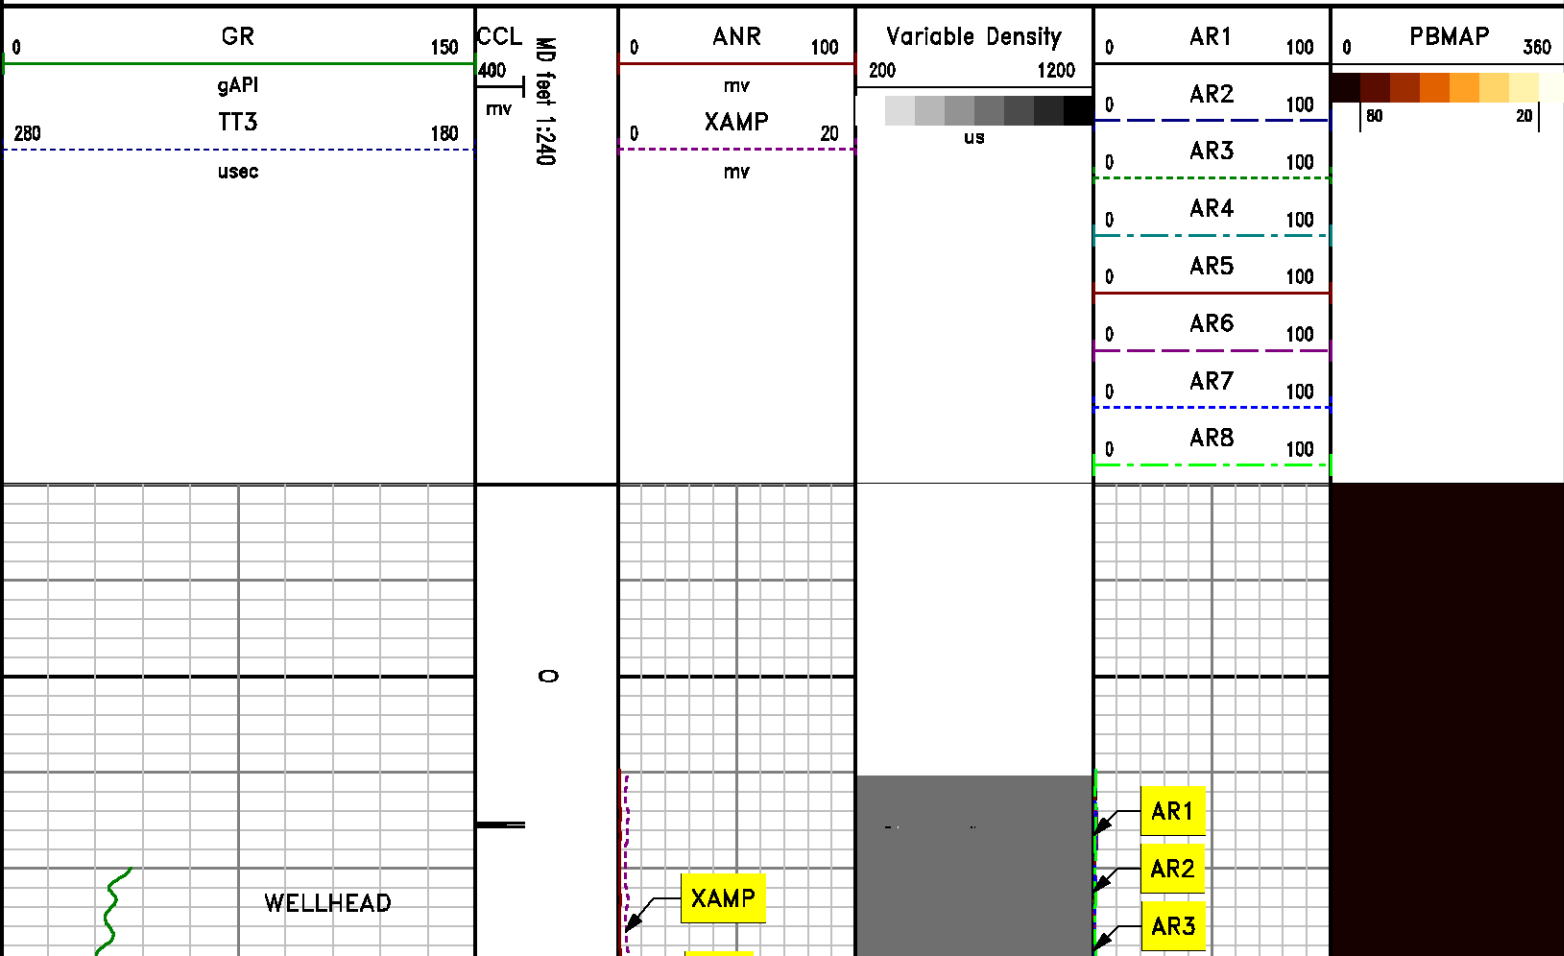 GR
0 150
gAPI
TT3
280 180
usec
CCL
400
mv
MD feet 1:240
ANR
0 100
mv
XAMP
0 20
mv
Variable Density
200 1200
us
AR1
0 100
AR2
0 100
AR3
0 100
AR4
0 100
AR5
0 100
AR6
0 100
AR7
0 100
AR8
0 100
PBMAP
0 360
80 20
0
WELLHEAD
XAMP
AR1
AR2
AR3